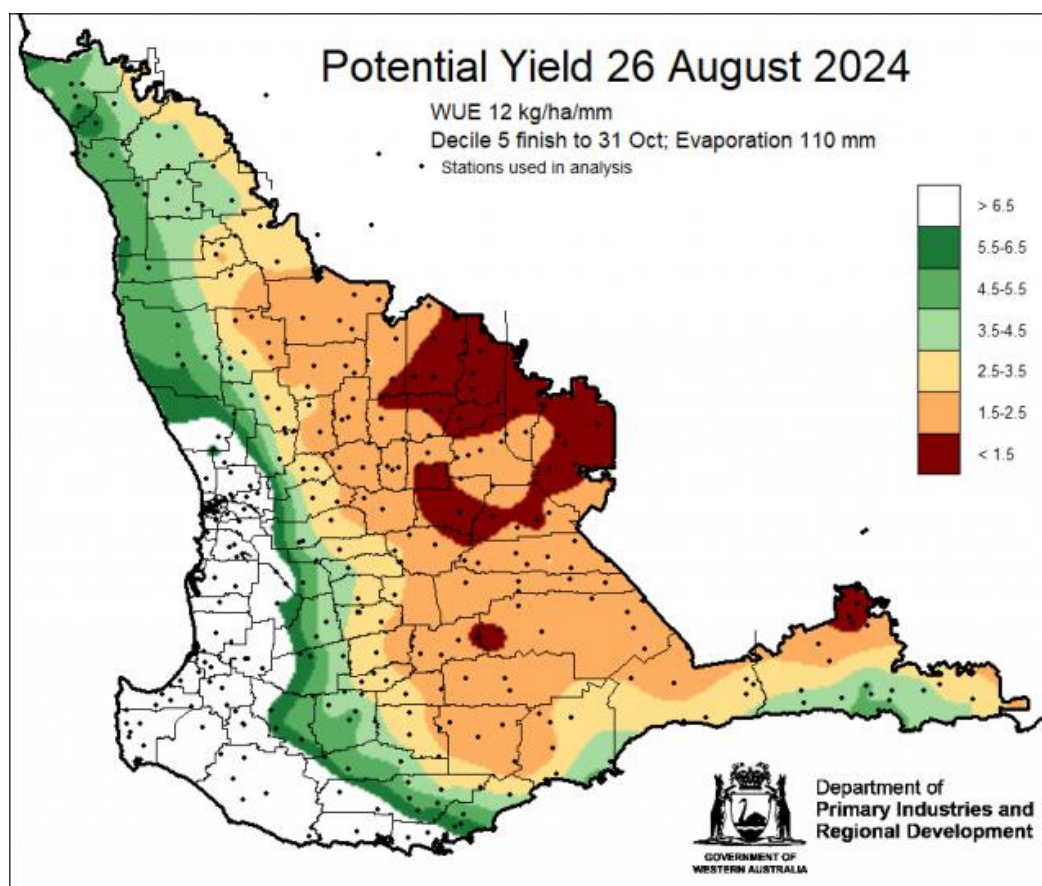 Potential Yield 26 August 2024
WUE 12 kg/ha/mm
Decile 5 finish to 31 Oct; Evaporation 110 mm
Stations used in analysis
> 6.5
5.5-6.5
4.5-5.5
3.5-4.5
2.5-3.5
1.5-2.5
< 1.5
Department of
Primary Industries and
Regional Development
GOVERNMENT OF
WESTERN AUSTRALIA